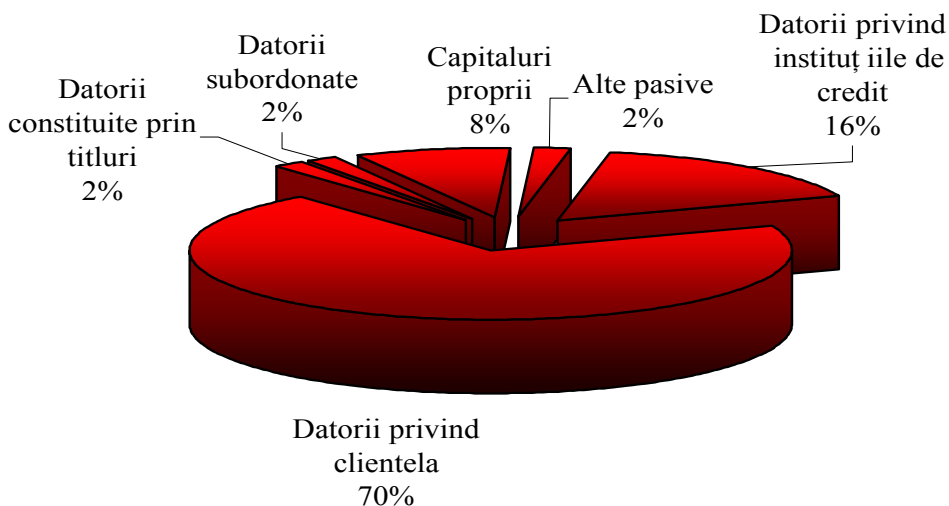 Datorii
constituite prin
titluri
2%
Datorii
subordonate
2%
Capitaluri
proprii
8%
Alte pasive
2%
Datorii privind
instituț iile de
credit
16%
Datorii privind
clientela
70%